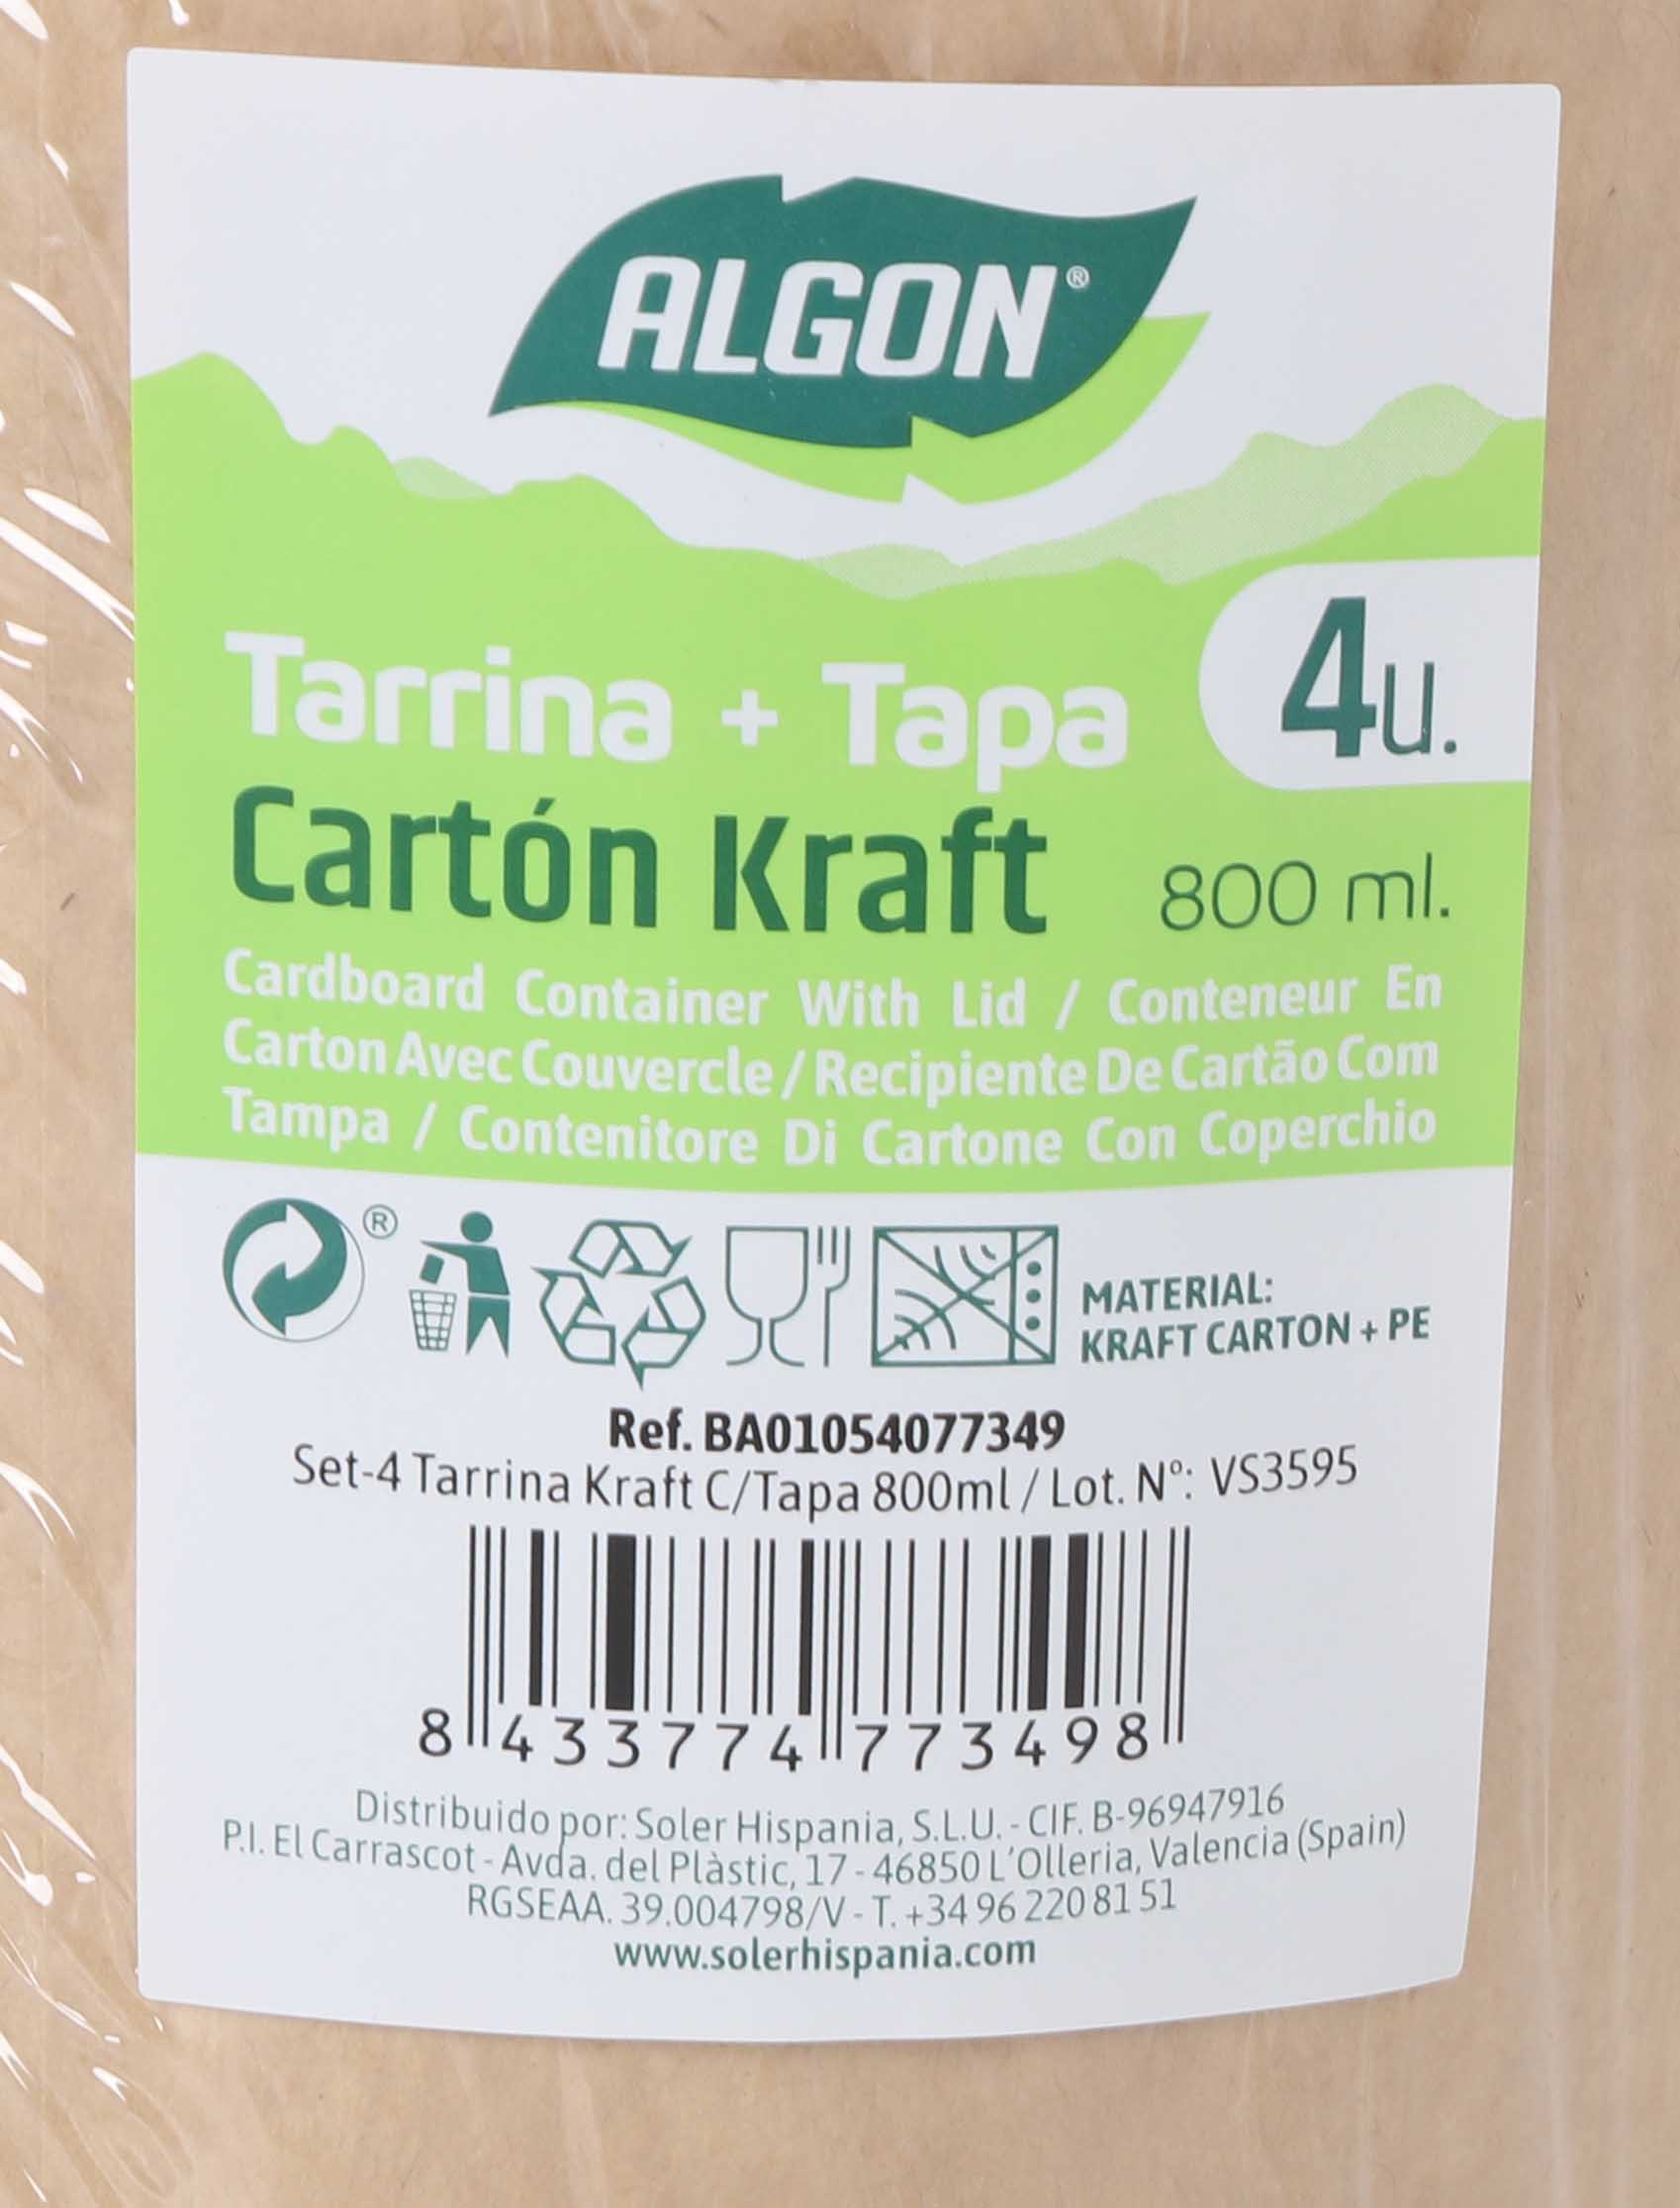 ALGON®
Tarrina + Tapa
4u.
Cartón Kraft
800 ml.
Cardboard Container With Lid / Conteneur En
Carton Avec Couvercle / Recipiente De Cartão Com
Tampa / Contenitore Di Cartone Con Coperchio
®
MATERIAL:
KRAFT CARTON + PE
Ref. BA01054077349
Set-4 Tarrina Kraft C/Tapa 800ml / Lot. Nº: VS3595
8 433774 773498
Distribuido por: Soler Hispania, S.L.U. - CIF. B-96947916
P.I. El Carrascot - Avda. del Plàstic, 17 - 46850 L'Olleria, Valencia (Spain)
RGSEAA. 39.004798/V - T. +34 96 220 81 51
www.solerhispania.com